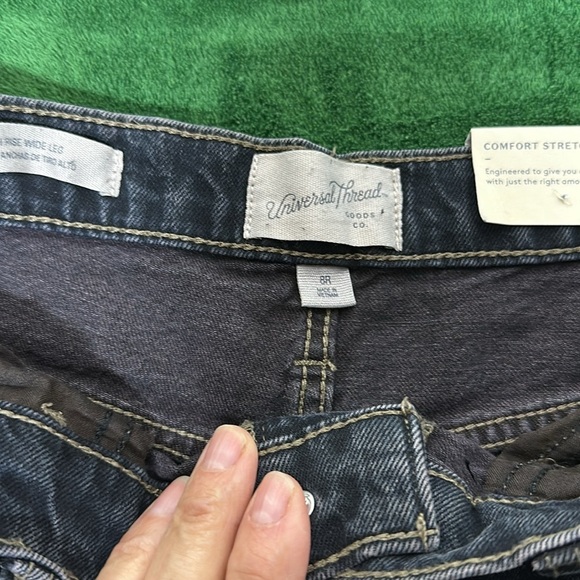 RISE WIDE LEG
ANCHAS DE TIRO ALTO
Universal Thread
GOODS
CO.
8R
MADE IN
VIETNAM
COMFORT STRETC
Engineered to give you
with just the right amo